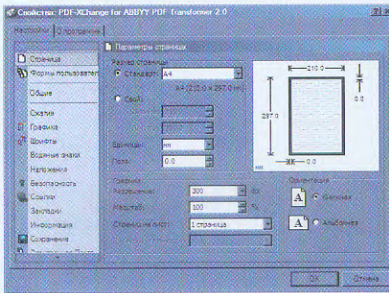 Свойства: PDF-XChange for ABBYY PDF Transformer 2.0
Настройки О программе
Страница
Формы пользовател
Общие
Сжатие
Графика
Шрифты
Водяные знаки
Наложения
Безопасность
Ссылки
Закладки
Информация
Сохранение
Параметры страницы
Размер страницы
Стандарт: A4
A4 (210.0 x 297.0 мм)
Свой:
Единицы: мм
Поля: 0.0
210.0
0.0
297.0
0.0
мм
Графика
Разрешение: 300
Масштаб: 100 %
Страниц на лист: 1 страница
Ориентация
A Книжная
A Альбомная
OK Отмена